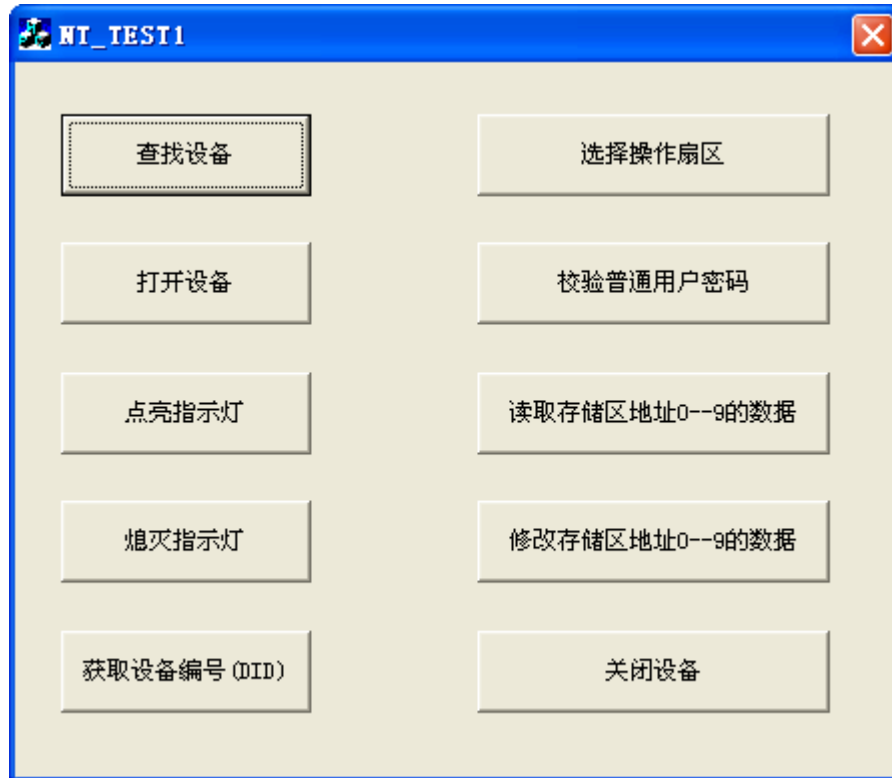 NT_TEST1
查找设备
选择操作扇区
打开设备
校验普通用户密码
点亮指示灯
读取存储区地址0--9的数据
熄灭指示灯
修改存储区地址0--9的数据
获取设备编号(DID)
关闭设备